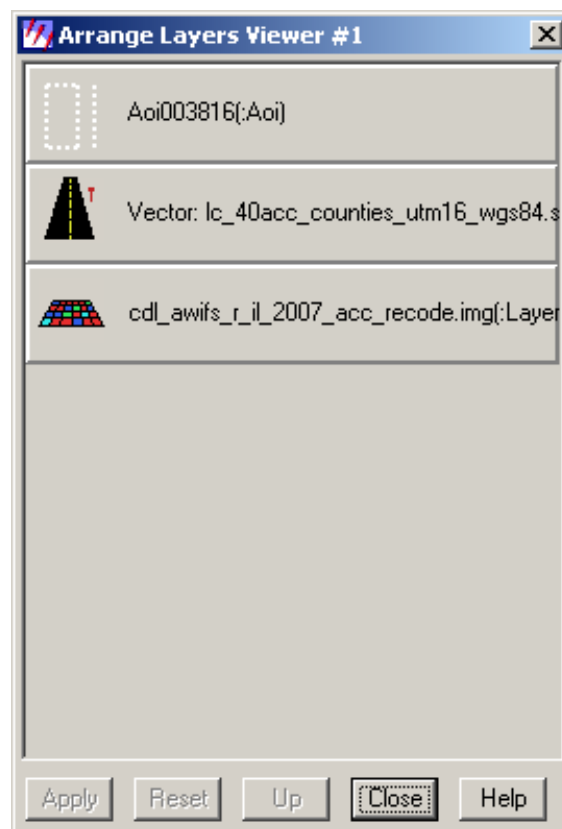 Arrange Layers Viewer #1
Aoi003816(:Aoi)
Vector: lc_40acc_counties_utm16_wgs84.s
cdl_awifs_r_il_2007_acc_recode.img(:Layer
Apply Reset Up Close Help